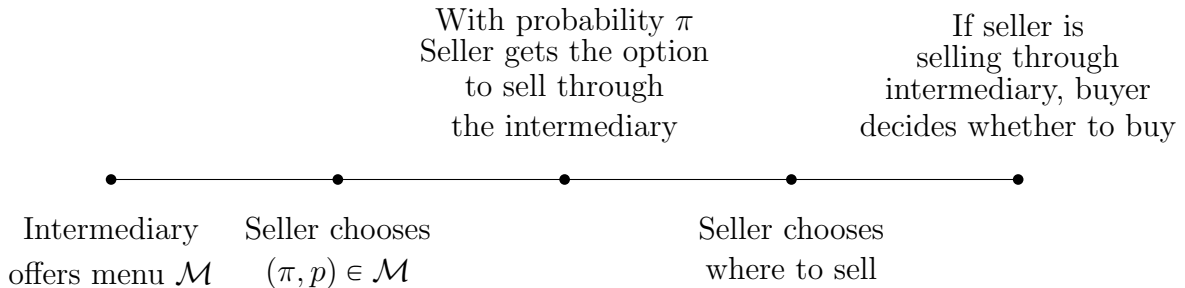 With probability π
Seller gets the option
to sell through
the intermediary
If seller is
selling through
intermediary, buyer
decides whether to buy
Intermediary
offers menu ℳ
Seller chooses
(π, p) ∈ ℳ
Seller chooses
where to sell